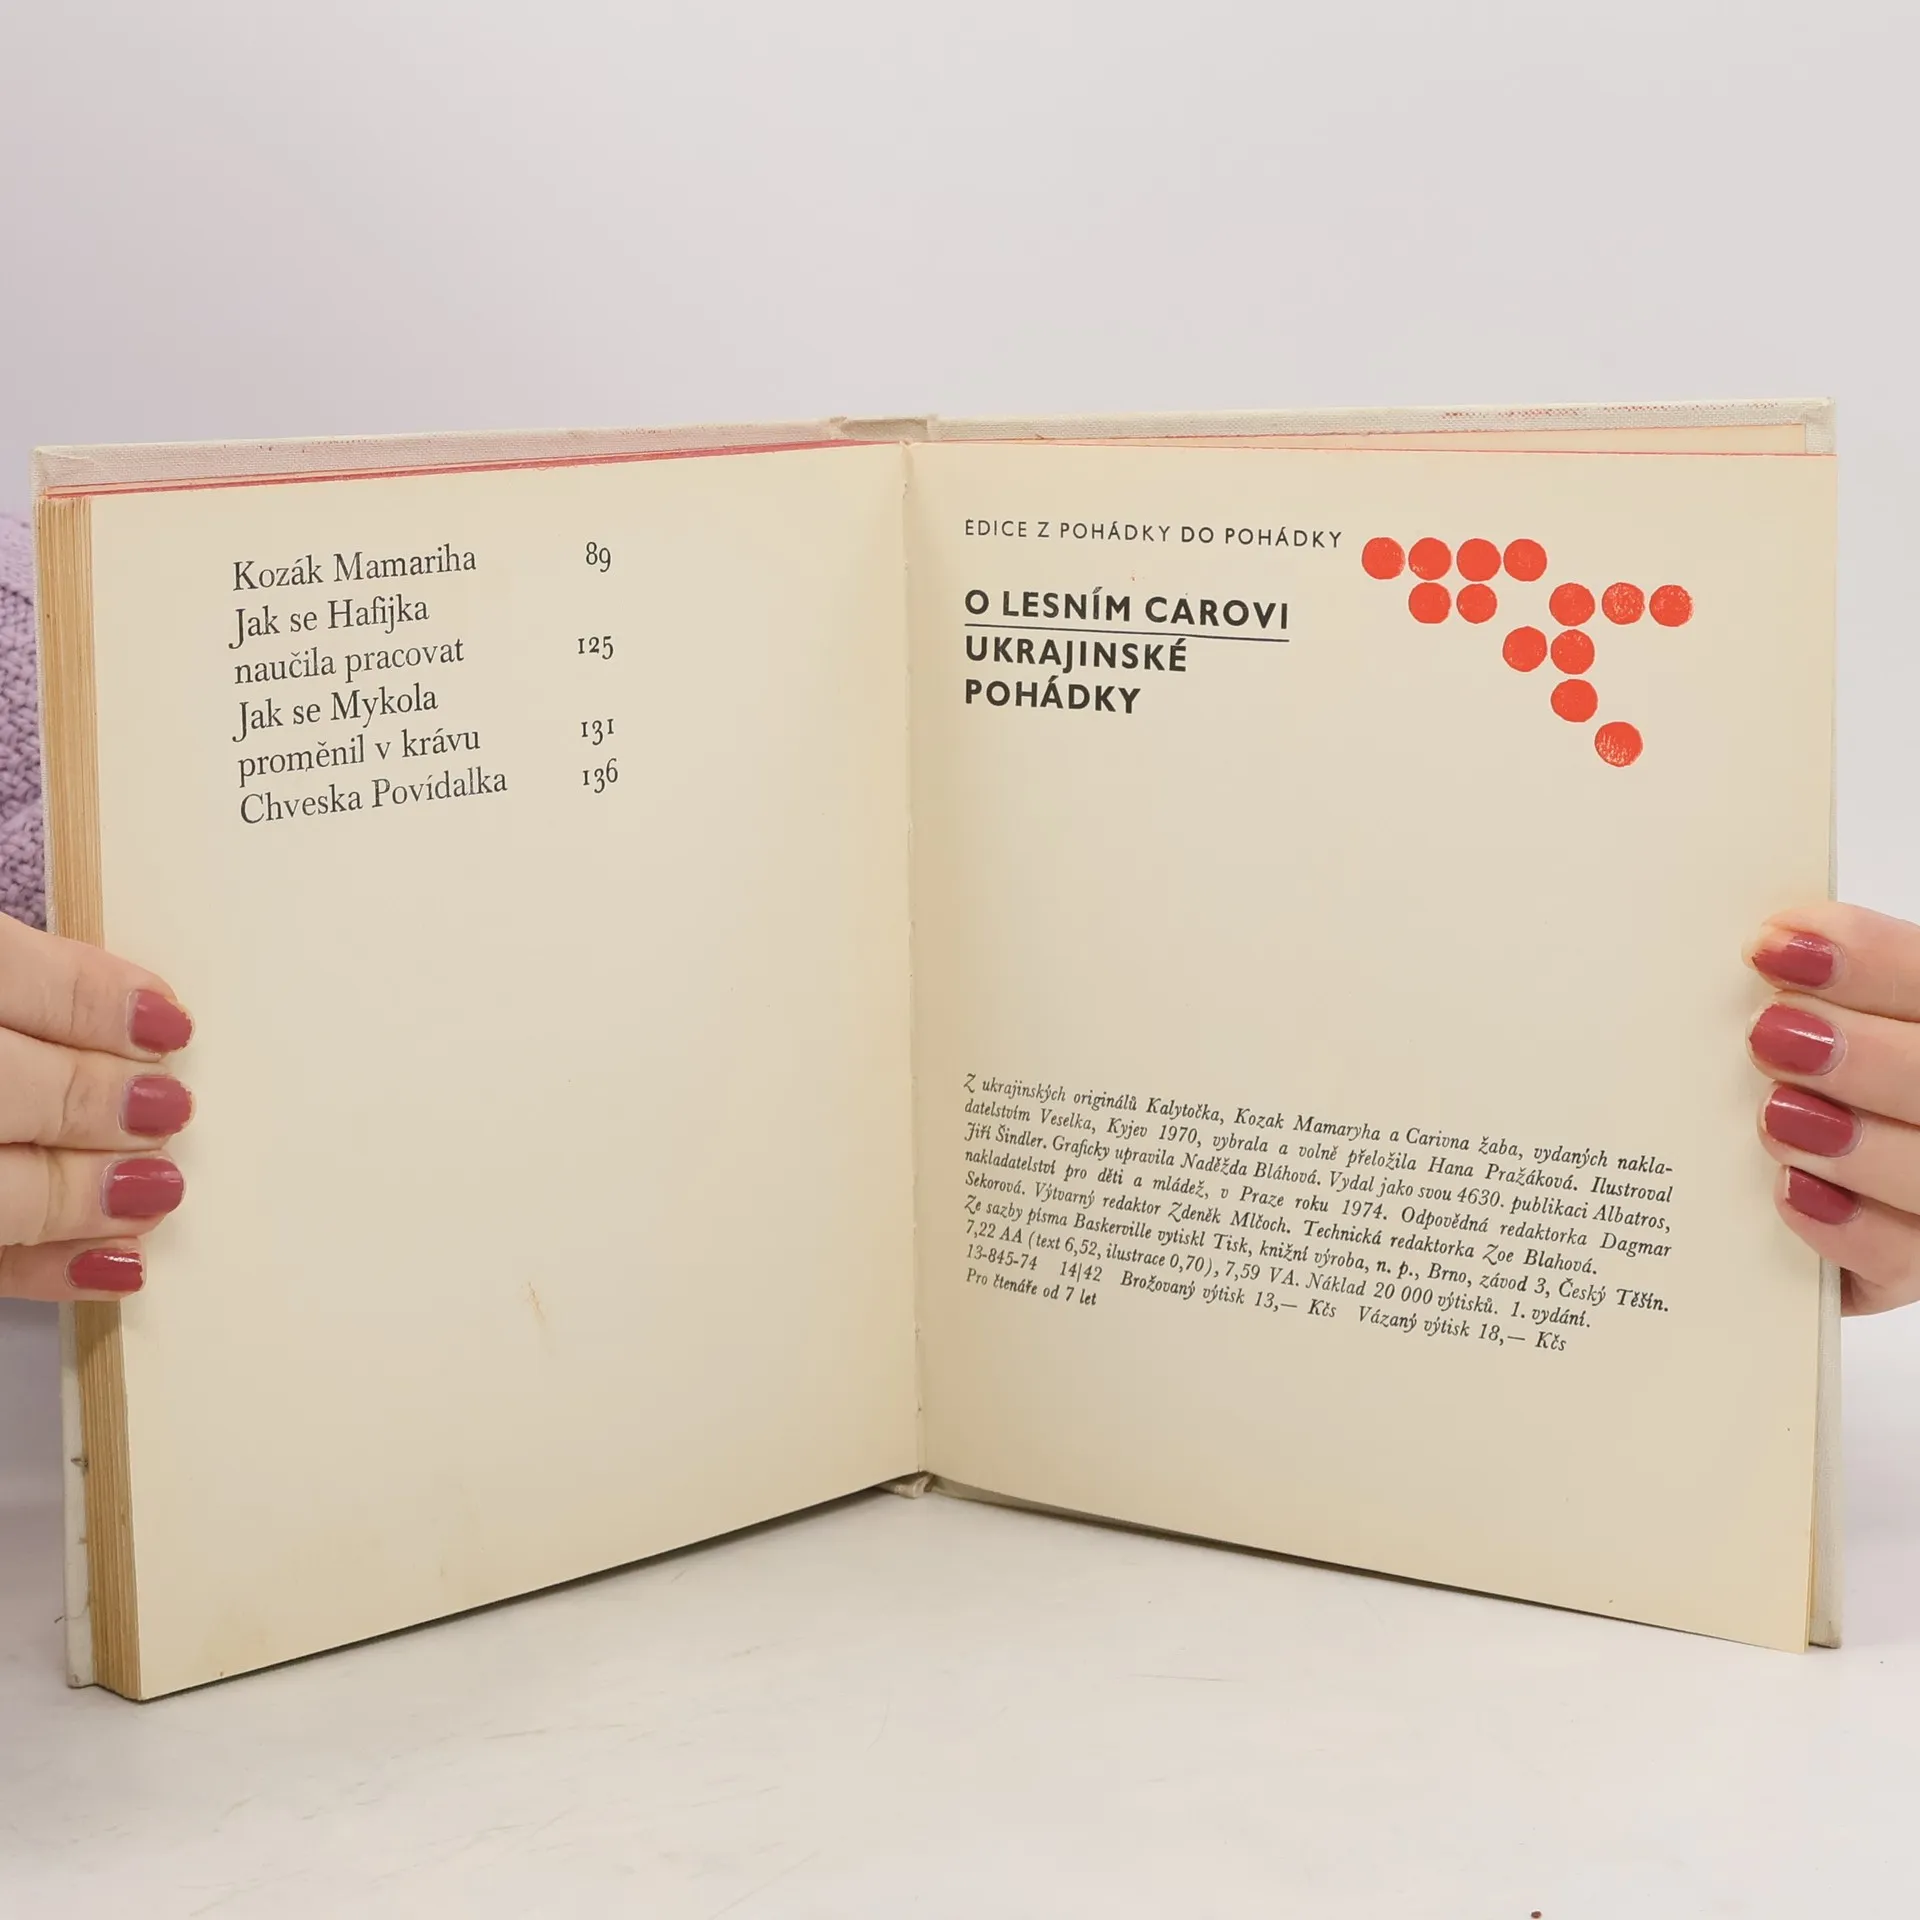 Kozák Mamariha 89
Jak se Hafijka
naučila pracovat 125
Jak se Mykola
proměnil v krávu 131
Chveska Povídalka 136
EDICE Z POHÁDKY DO POHÁDKY
O LESNÍM CAROVI
UKRAJINSKÉ
POHÁDKY
Z ukrajinských originálů Kalytočka, Kozak Mamaryha a Carivna žaba, vydaných nakla-
datelstvím Veselka, Kyjev 1970, vybrala a volně přeložila Hana Pražáková. Ilustroval
Jiří Šindler. Graficky upravila Naděžda Bláhová. Vydal jako svou 4630. publikaci Albatros,
nakladatelství pro děti a mládež, v Praze roku 1974. Odpovědná redaktorka Dagmar
Sekorová. Výtvarný redaktor Zdeněk Mlčoch. Technická redaktorka Zoe Blahová.
Ze sazby písma Baskerville vytiskl Tisk, knižní výroba, n. p., Brno, závod 3, Český Těšín.
7,22 AA (text 6,52, ilustrace 0,70), 7,59 VA. Náklad 20 000 výtisků. 1. vydání.
13-845-74 14|42 Brožovaný výtisk 13,— Kčs Vázaný výtisk 18,— Kčs
Pro čtenáře od 7 let